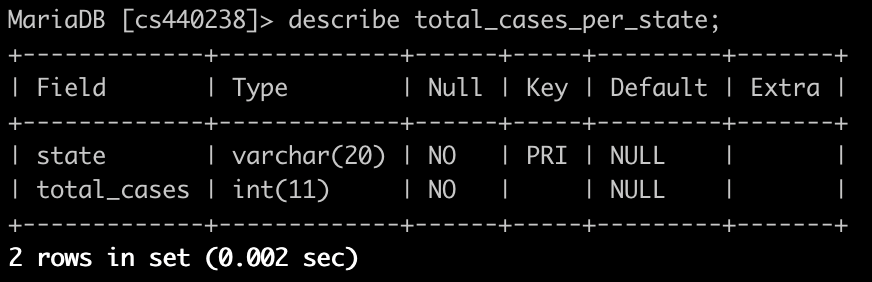 MariaDB [cs440238]> describe total_cases_per_state;
+-------------+-------------+------+-----+---------+-------+
| Field       | Type        | Null | Key | Default | Extra |
+-------------+-------------+------+-----+---------+-------+
| state       | varchar(20) | NO   | PRI | NULL    |       |
| total_cases | int(11)     | NO   |     | NULL    |       |
+-------------+-------------+------+-----+---------+-------+
2 rows in set (0.002 sec)